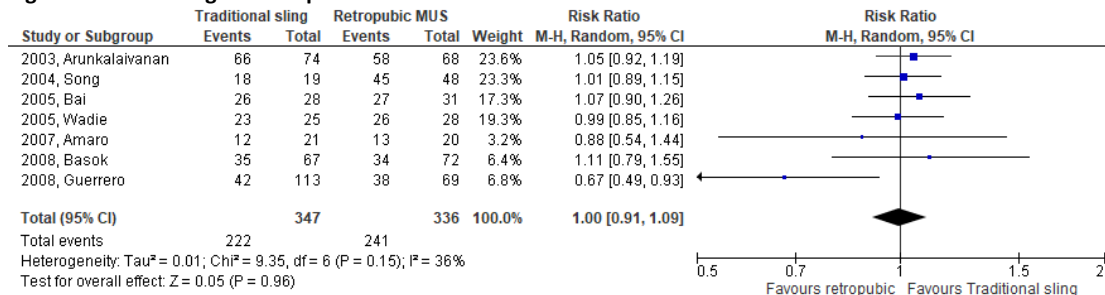 Traditional sling Retropubic MUS Risk Ratio Risk Ratio
Study or Subgroup Events Total Events Total Weight M-H, Random, 95% CI M-H, Random, 95% CI
2003, Arunkalaivanan 66 74 58 68 23.6% 1.05 [0.92, 1.19]
2004, Song 18 19 45 48 23.3% 1.01 [0.89, 1.15]
2005, Bai 26 28 27 31 17.3% 1.07 [0.90, 1.26]
2005, Wadie 23 25 26 28 19.3% 0.99 [0.85, 1.16]
2007, Amaro 12 21 13 20 3.2% 0.88 [0.54, 1.44]
2008, Basok 35 67 34 72 6.4% 1.11 [0.79, 1.55]
2008, Guerrero 42 113 38 69 6.8% 0.67 [0.49, 0.93]
Total (95% CI) 347 336 100.0% 1.00 [0.91, 1.09]
Total events 222 241
Heterogeneity: Tau² = 0.01; Chi² = 9.35, df = 6 (P = 0.15); I² = 36%
Test for overall effect: Z = 0.05 (P = 0.96)
0.5 0.7 1 1.5 2
Favours retropubic Favours Traditional sling